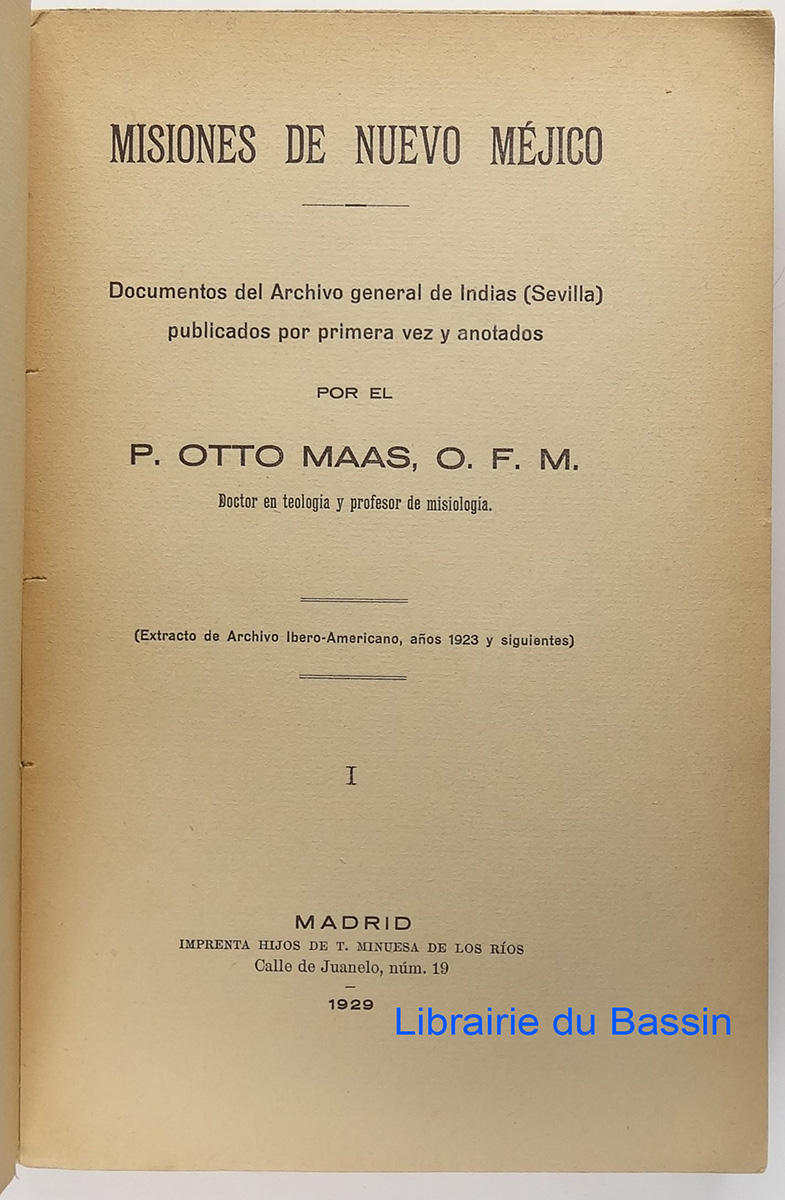 MISIONES DE NUEVO MÉJICO
Documentos del Archivo general de Indias (Sevilla)
publicados por primera vez y anotados
POR EL
P. OTTO MAAS, O. F. M.
Doctor en teología y profesor de misiología.
(Extracto de Archivo Ibero-Americano, años 1923 y siguientes)
I
MADRID
IMPRENTA HIJOS DE T. MINUESA DE LOS RÍOS
Calle de Juanelo, núm. 19
1929
Librairie du Bassin